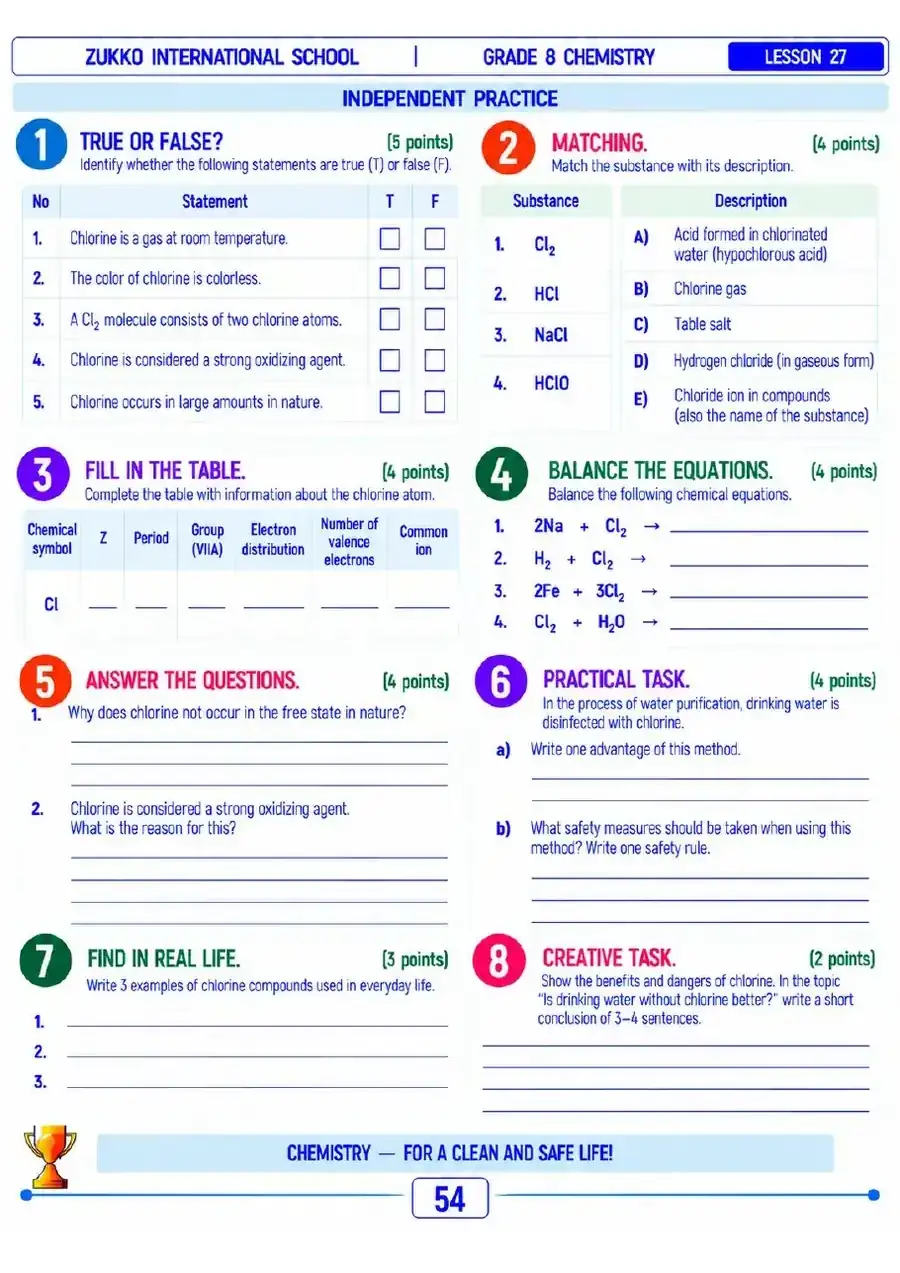 ZUKKO INTERNATIONAL SCHOOL | GRADE 8 CHEMISTRY LESSON 27
INDEPENDENT PRACTICE
1 TRUE OR FALSE? (5 points)
Identify whether the following statements are true (T) or false (F).
No Statement T F
1. Chlorine is a gas at room temperature.
2. The color of chlorine is colorless.
3. A Cl₂ molecule consists of two chlorine atoms.
4. Chlorine is considered a strong oxidizing agent.
5. Chlorine occurs in large amounts in nature.
2 MATCHING. (4 points)
Match the substance with its description.
Substance
1. Cl₂
2. HCl
3. NaCl
4. HClO
Description
A) Acid formed in chlorinated
water (hypochlorous acid)
B) Chlorine gas
C) Table salt
D) Hydrogen chloride (in gaseous form)
E) Chloride ion in compounds
(also the name of the substance)
3 FILL IN THE TABLE. (4 points)
Complete the table with information about the chlorine atom.
Chemical symbol Z Period Group (VIIA) Electron distribution Number of valence electrons Common ion
Cl ___ ___ ___ ___ ___ ___
4 BALANCE THE EQUATIONS. (4 points)
Balance the following chemical equations.
1. 2Na + Cl₂ → ___
2. H₂ + Cl₂ → ___
3. 2Fe + 3Cl₂ → ___
4. Cl₂ + H₂O → ___
5 ANSWER THE QUESTIONS. (4 points)
1. Why does chlorine not occur in the free state in nature?
2. Chlorine is considered a strong oxidizing agent.
What is the reason for this?
6 PRACTICAL TASK. (4 points)
In the process of water purification, drinking water is
disinfected with chlorine.
a) Write one advantage of this method.
b) What safety measures should be taken when using this
method? Write one safety rule.
7 FIND IN REAL LIFE. (3 points)
Write 3 examples of chlorine compounds used in everyday life.
1.
2.
3.
8 CREATIVE TASK. (2 points)
Show the benefits and dangers of chlorine. In the topic
“Is drinking water without chlorine better?” write a short
conclusion of 3–4 sentences.
CHEMISTRY — FOR A CLEAN AND SAFE LIFE!
54